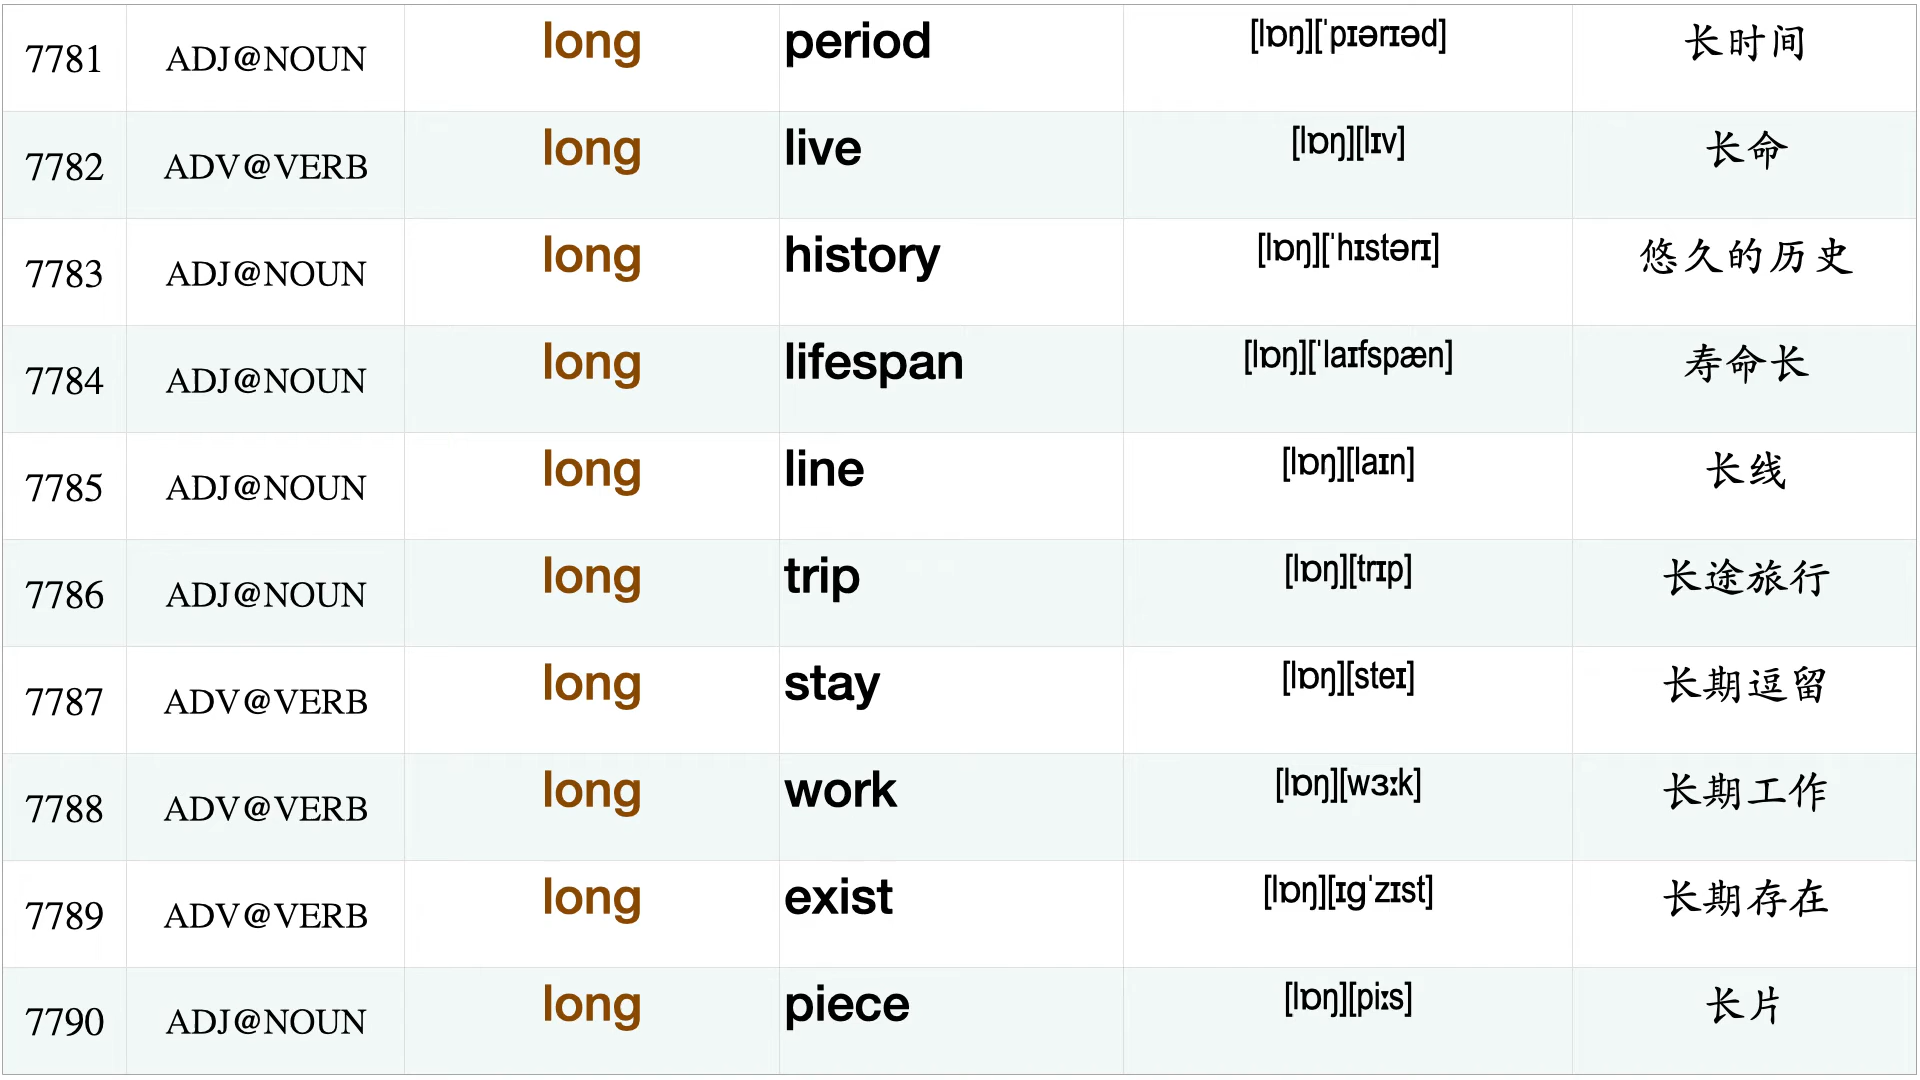 7781 ADJ@NOUN long period [lɒŋ][ˈpɪərɪəd] 长时间
7782 ADV@VERB long live [lɒŋ][lɪv] 长命
7783 ADJ@NOUN long history [lɒŋ][ˈhɪstərɪ] 悠久的历史
7784 ADJ@NOUN long lifespan [lɒŋ][ˈlaɪfspæn] 寿命长
7785 ADJ@NOUN long line [lɒŋ][laɪn] 长线
7786 ADJ@NOUN long trip [lɒŋ][trɪp] 长途旅行
7787 ADV@VERB long stay [lɒŋ][steɪ] 长期逗留
7788 ADV@VERB long work [lɒŋ][wɜːk] 长期工作
7789 ADV@VERB long exist [lɒŋ][ɪgˈzɪst] 长期存在
7790 ADJ@NOUN long piece [lɒŋ][piːs] 长片